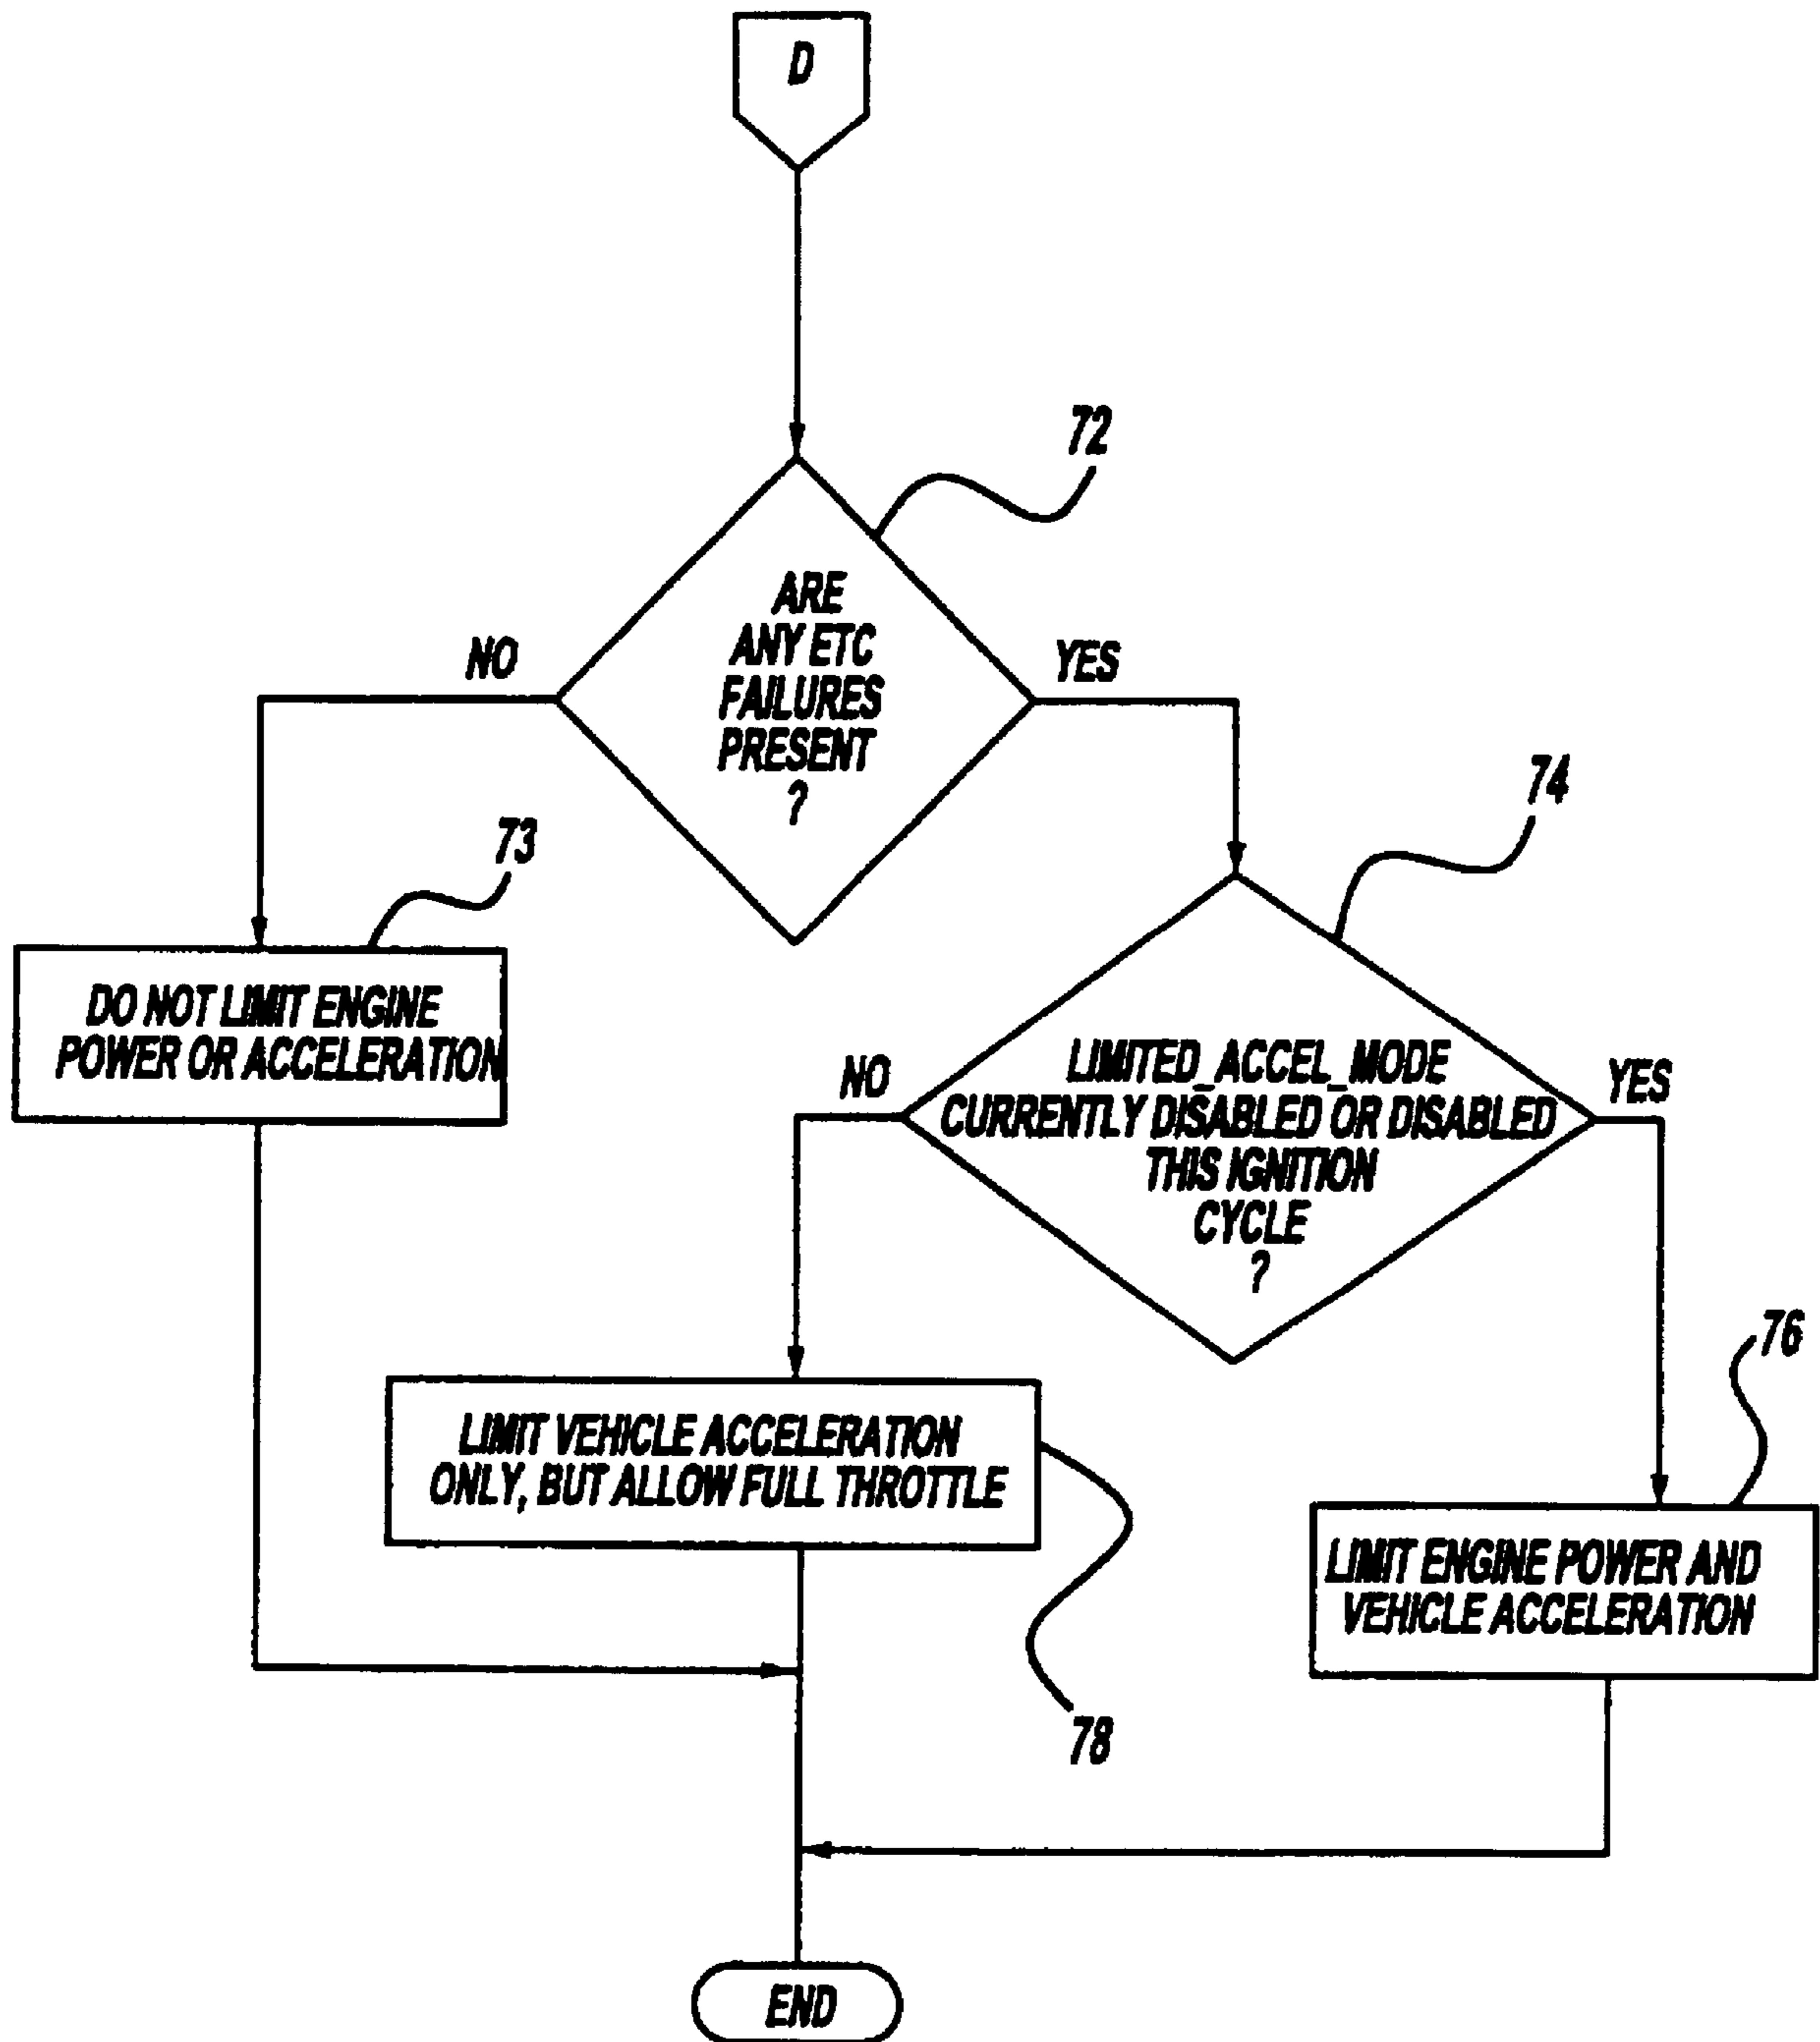 D
72
ARE
ANY ETC
FAILURES
PRESENT
?
NO
YES
73
74
DO NOT LIMIT ENGINE
POWER OR ACCELERATION
LIMITED_ACCEL_MODE
CURRENTLY DISABLED OR DISABLED
THIS IGNITION
CYCLE
?
NO
YES
76
LIMIT VEHICLE ACCELERATION
ONLY, BUT ALLOW FULL THROTTLE
78
LIMIT ENGINE POWER AND
VEHICLE ACCELERATION
END